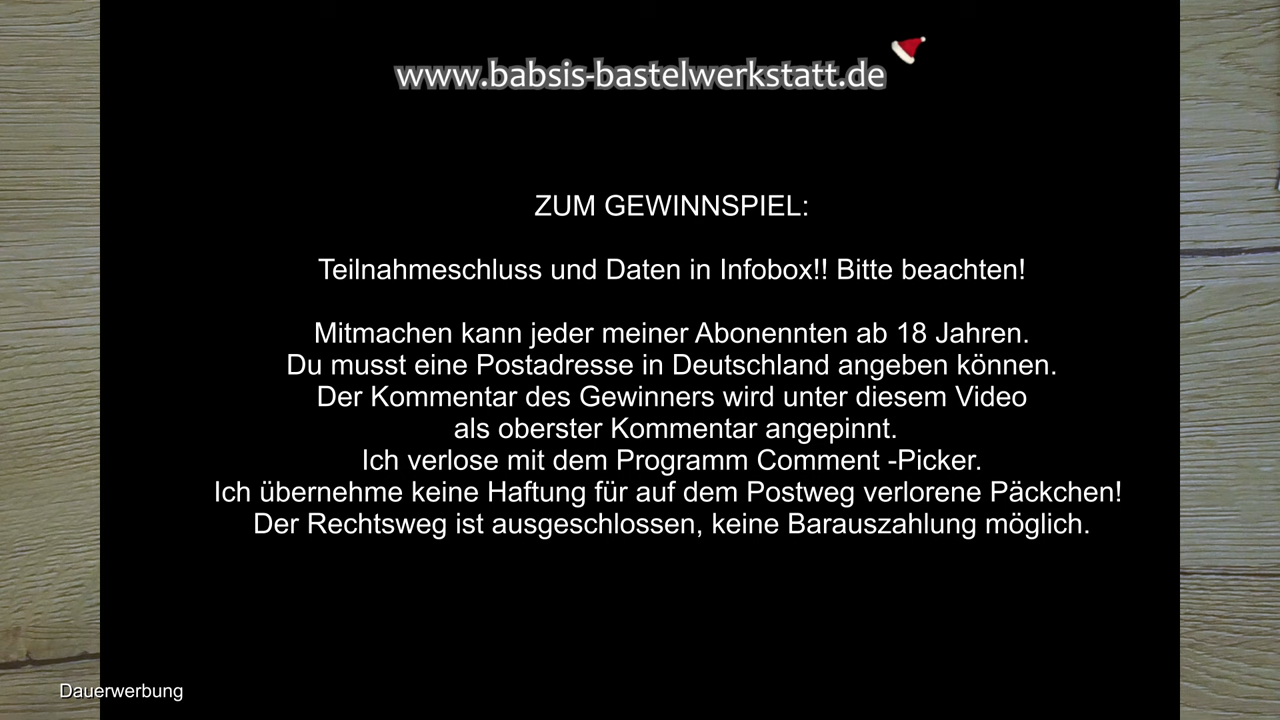 www.babsis-bastelwerkstatt.de
ZUM GEWINNSPIEL:
Teilnahmeschluss und Daten in Infobox!! Bitte beachten!
Mitmachen kann jeder meiner Abonennten ab 18 Jahren.
Du musst eine Postadresse in Deutschland angeben können.
Der Kommentar des Gewinners wird unter diesem Video
als oberster Kommentar angepinnt.
Ich verlose mit dem Programm Comment -Picker.
Ich übernehme keine Haftung für auf dem Postweg verlorene Päckchen!
Der Rechtsweg ist ausgeschlossen, keine Barauszahlung möglich.
Dauerwerbung